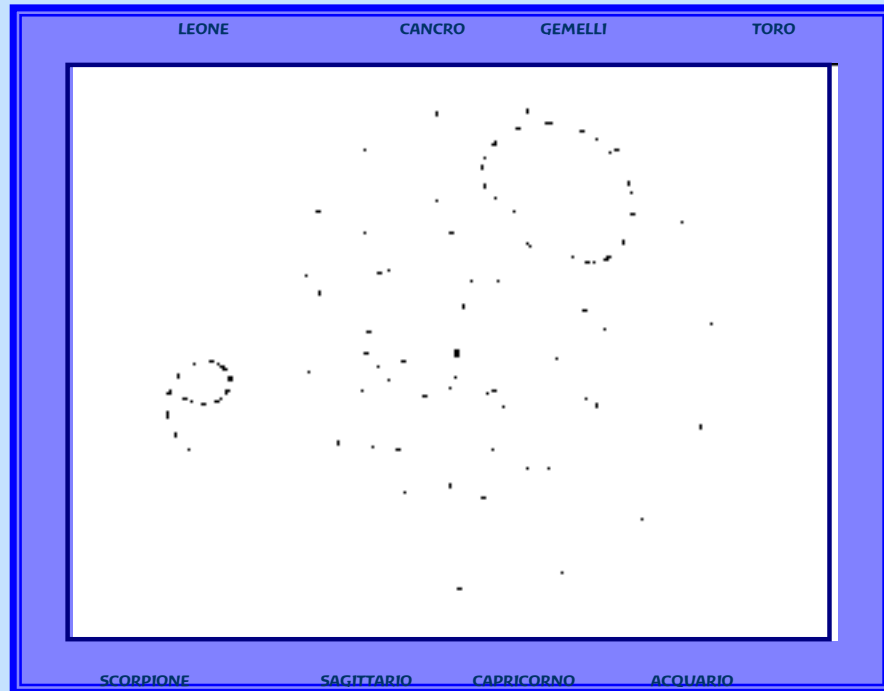 LEONE CANCRO GEMELLI TORO
SCORPIONE SAGITTARIO CAPRICORNO ACQUARIO